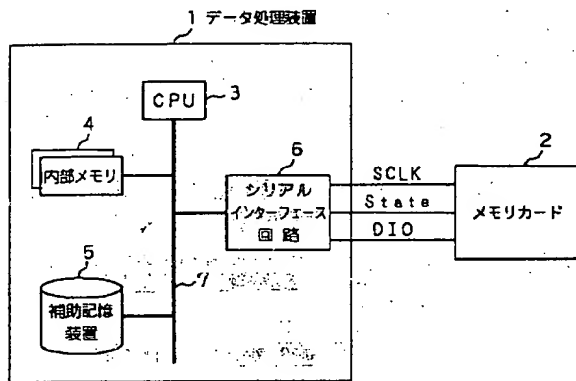 1 データ処理装置
CPU
3
4
内部メモリ
5
補助記憶
装置
6
シリアル
インターフェース
回路
7
SCLK
State
DIO
2
メモリカード